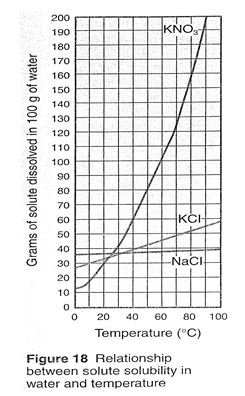 Grams of solute dissolved in 100 g of water
200
190
180
170
160
150
140
130
120
110
100
90
80
70
60
50
40
30
20
10
0
KNO₃
KCl
NaCl
0 20 40 60 80 100
Temperature (°C)
Figure 18 Relationship
between solute solubility in
water and temperature